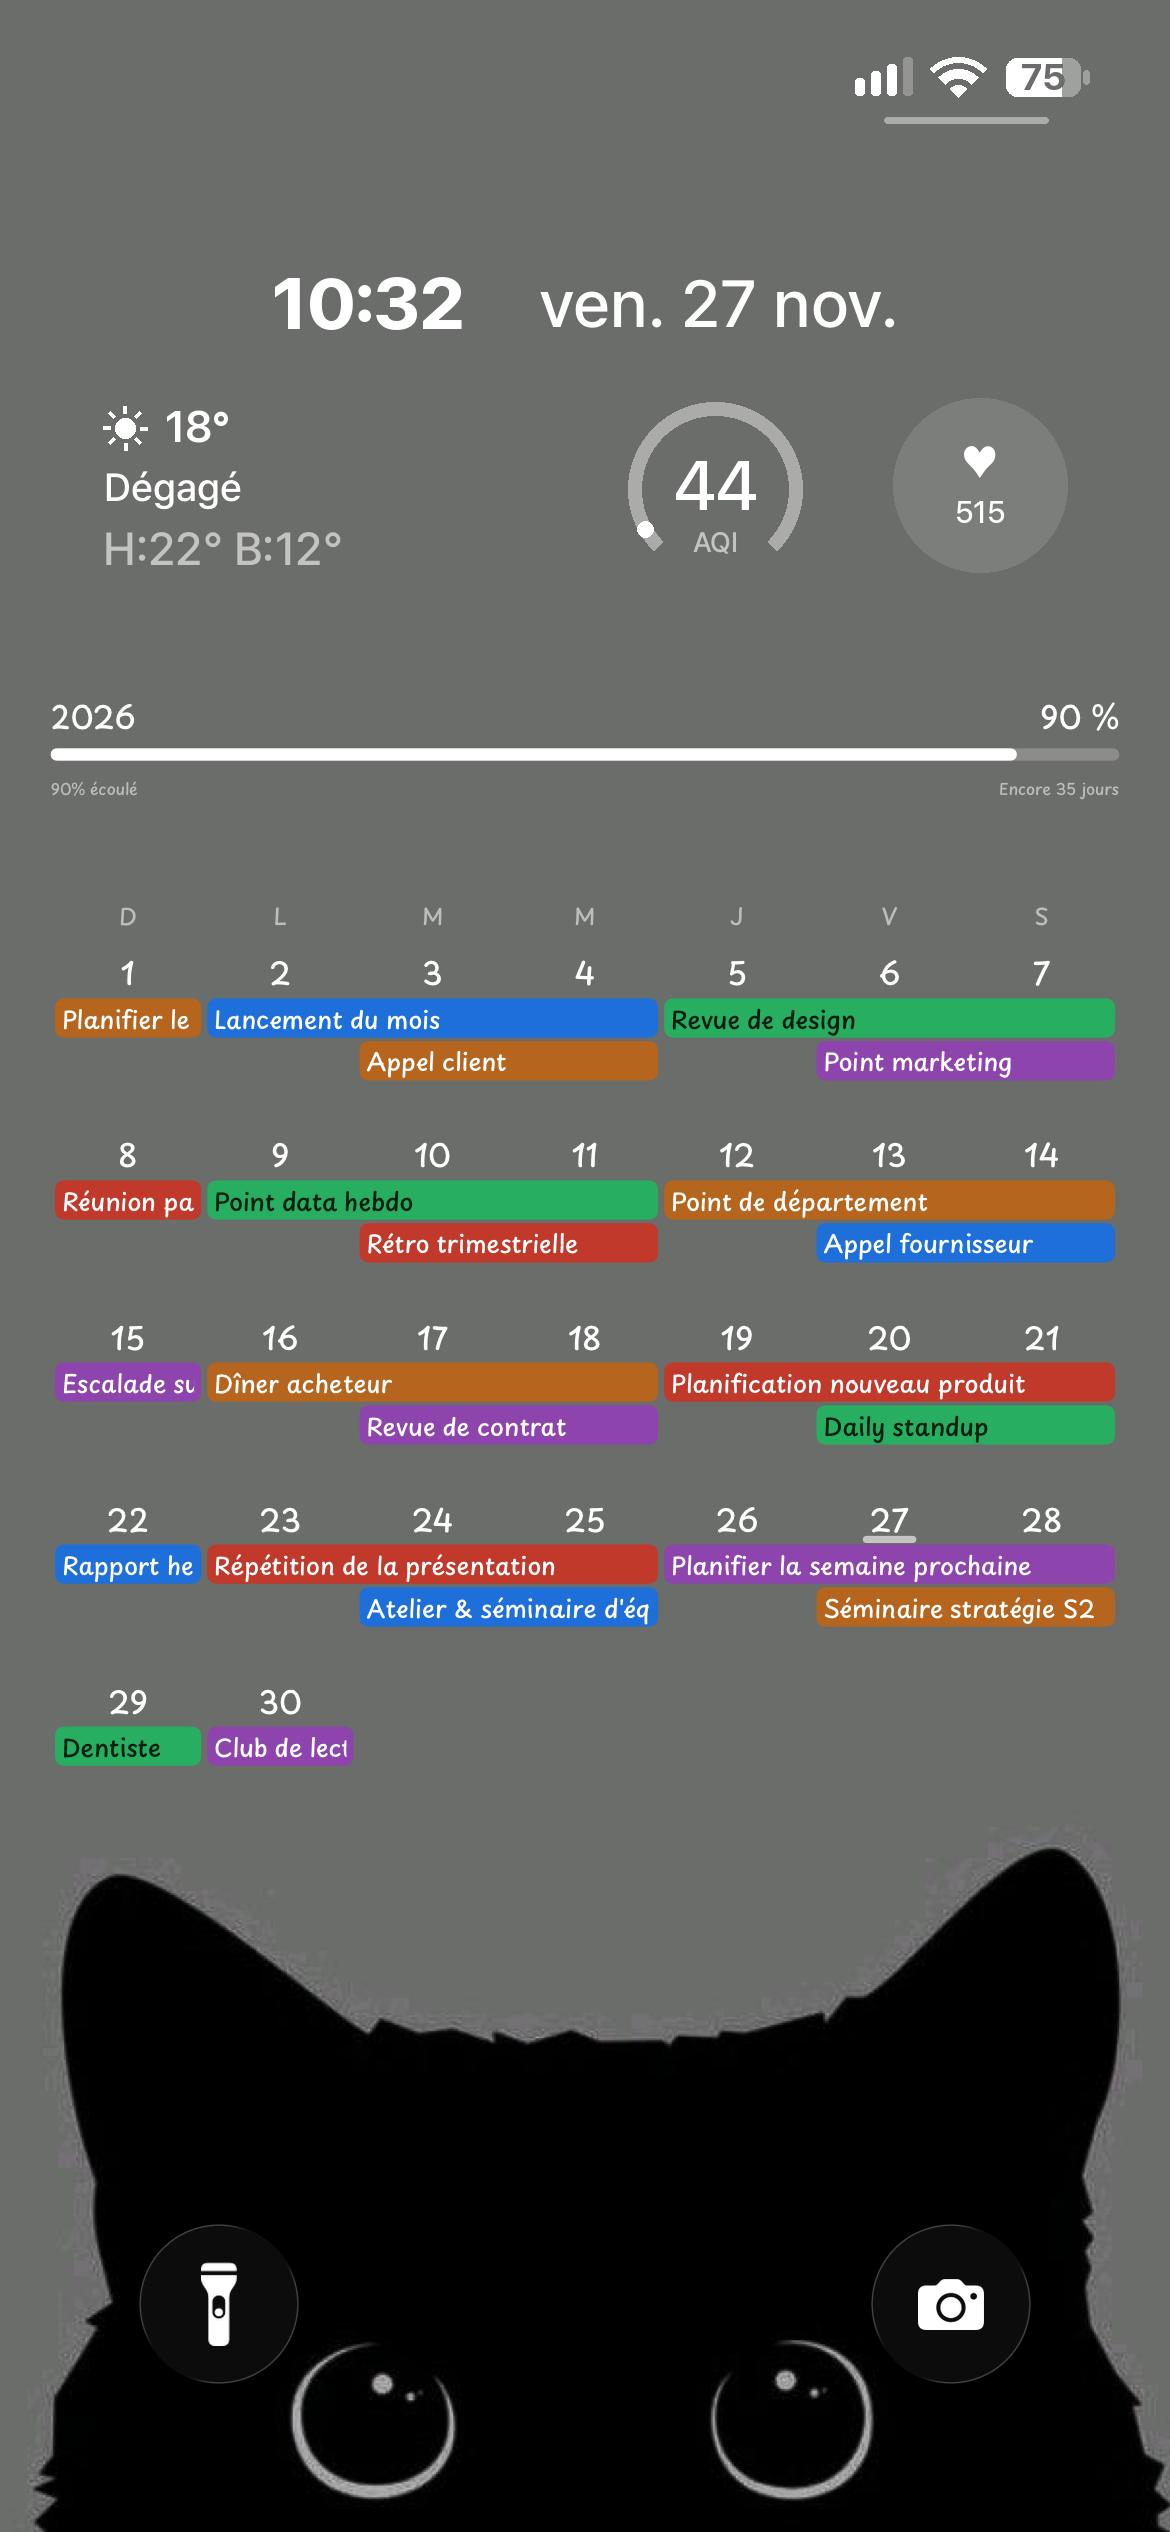 75
10:32 ven. 27 nov.
18°
Dégagé
H:22° B:12°
44
AQI
515
2026 90 %
90% écoulé Encore 35 jours
D L M M J V S
1 2 3 4 5 6 7
Planifier le Lancement du mois Revue de design
Appel client Point marketing
8 9 10 11 12 13 14
Réunion pa Point data hebdo Point de département
Rétro trimestrielle Appel fournisseur
15 16 17 18 19 20 21
Escalade su Dîner acheteur Planification nouveau produit
Revue de contrat Daily standup
22 23 24 25 26 27 28
Rapport he Répétition de la présentation Planifier la semaine prochaine
Atelier & séminaire d'éq Séminaire stratégie S2
29 30
Dentiste Club de lect